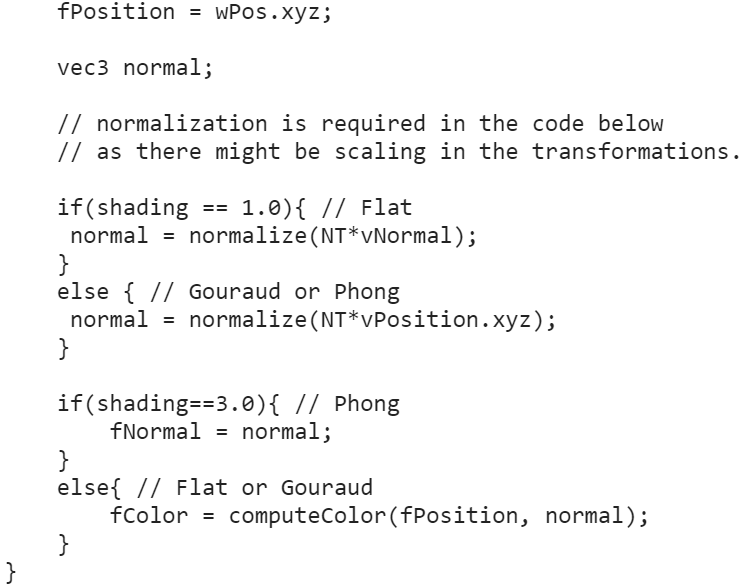 fPosition = wPos.xyz;
vec3 normal;
// normalization is required in the code below
// as there might be scaling in the transformations.
if(shading == 1.0){ // Flat
normal = normalize(NT*vNormal);
}
else { // Gouraud or Phong
normal = normalize(NT*vPosition.xyz);
}
if(shading==3.0){ // Phong
fNormal = normal;
}
else{ // Flat or Gouraud
fColor = computeColor(fPosition, normal);
}
}